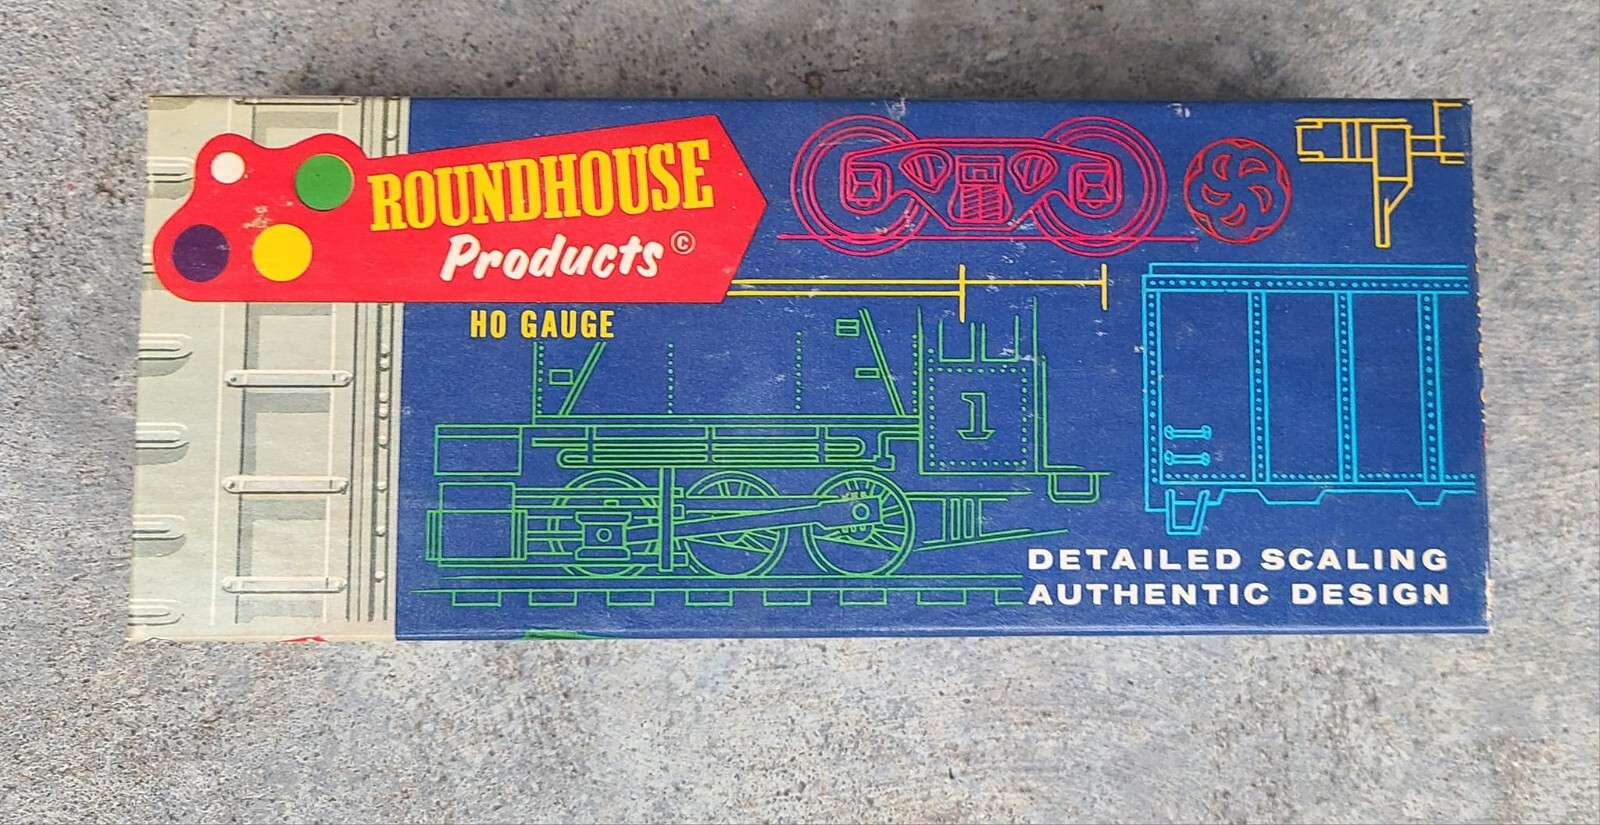 ROUNDHOUSE
Products©
HO GAUGE
1
DETAILED SCALING
AUTHENTIC DESIGN